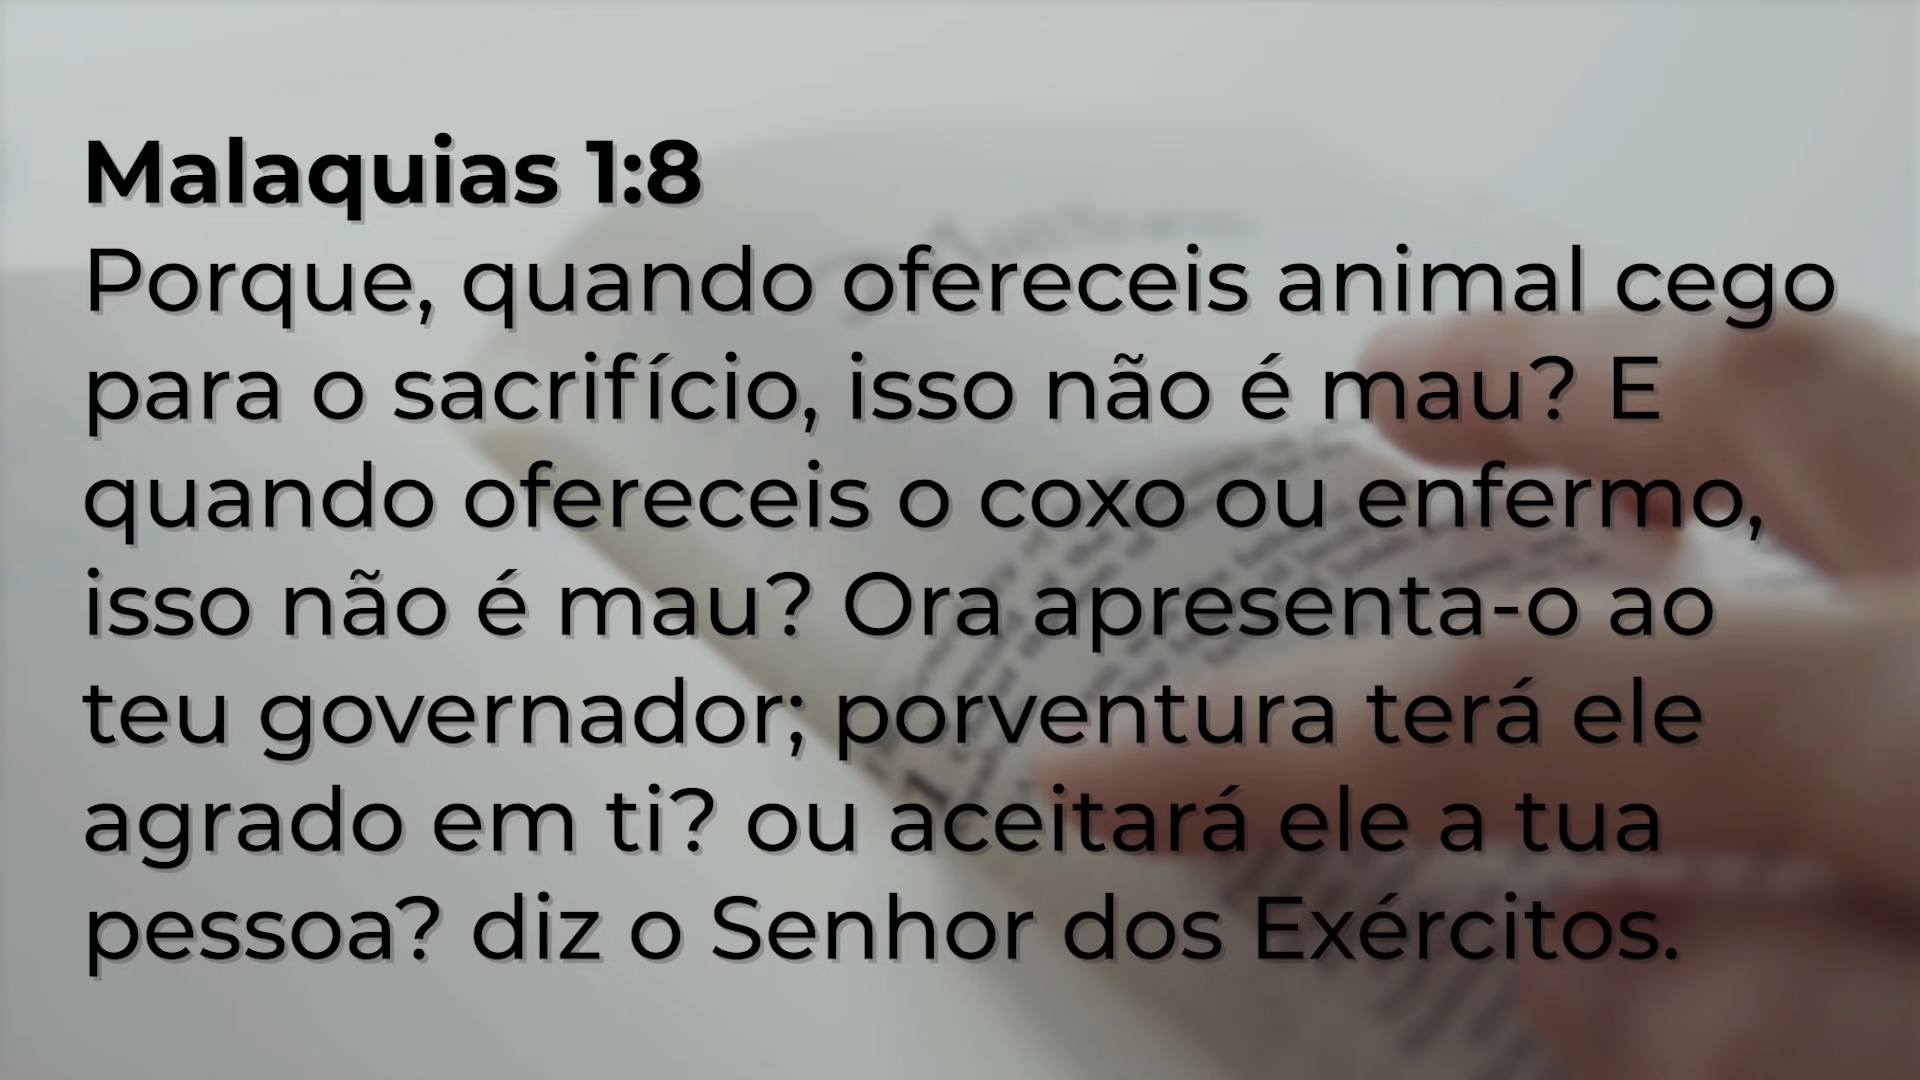 Malaquias 1:8
Porque, quando ofereceis animal cego
para o sacrifício, isso não é mau? E
quando ofereceis o coxo ou enfermo,
isso não é mau? Ora apresenta-o ao
teu governador; porventura terá ele
agrado em ti? ou aceitará ele a tua
pessoa? diz o Senhor dos Exércitos.